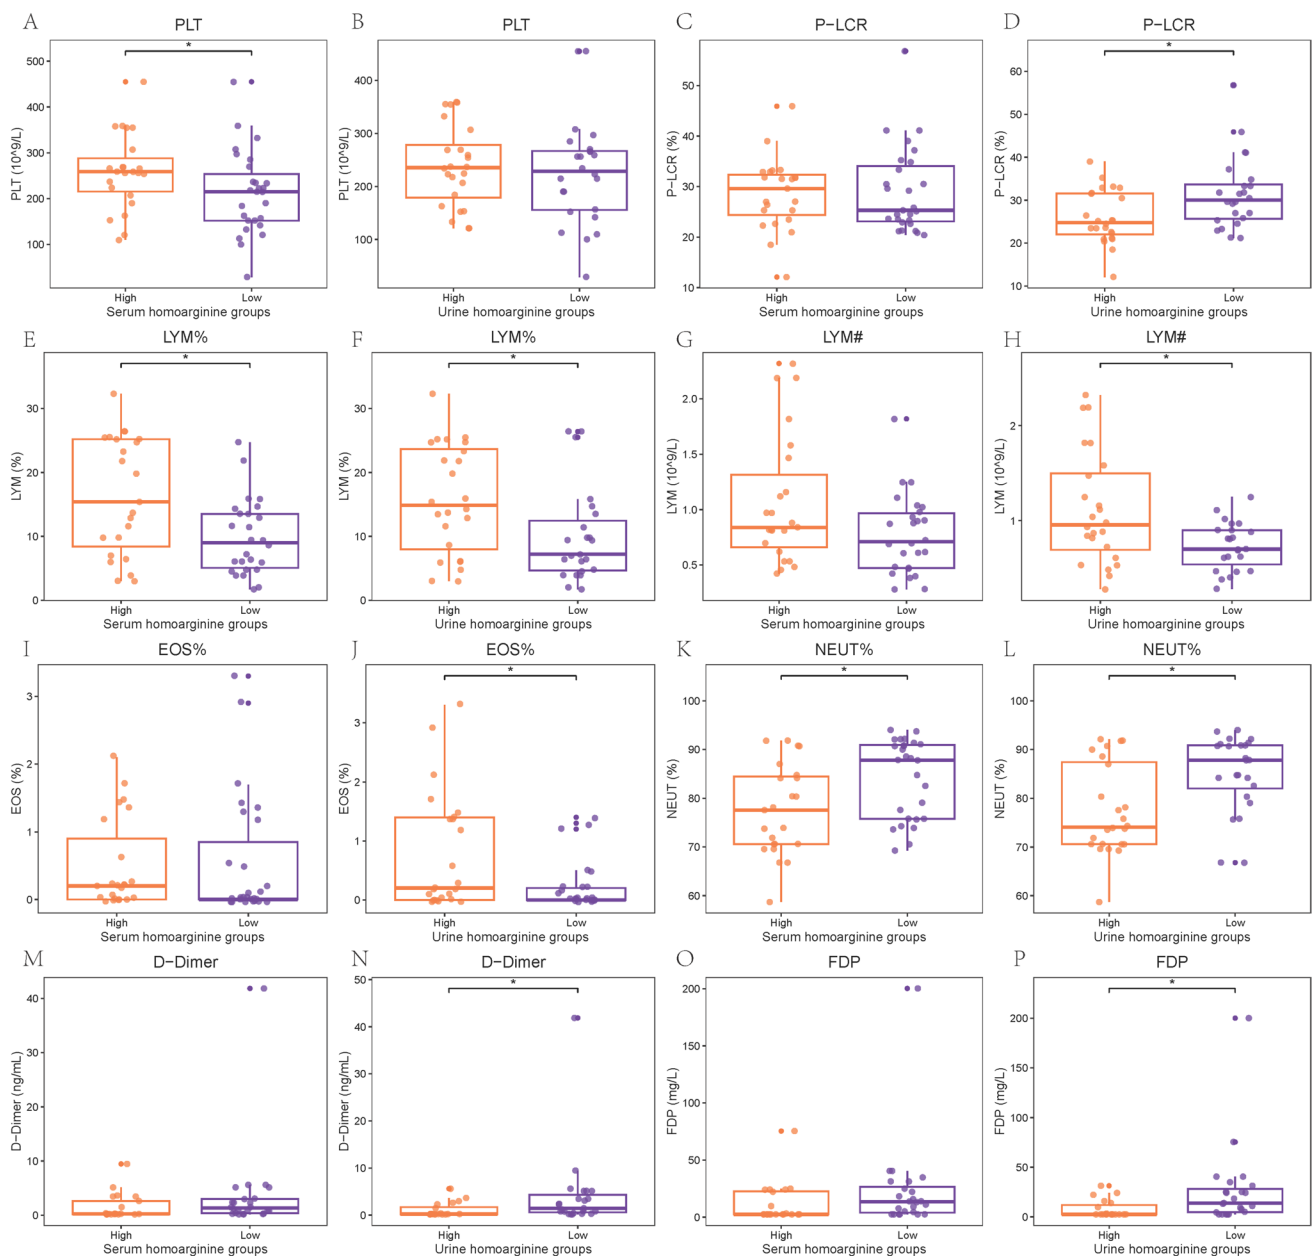 A PLT
*
PLT (10^9/L)
500
400
300
200
100
High Low
Serum homoarginine groups
B PLT
PLT (10^9/L)
400
300
200
100
High Low
Urine homoarginine groups
C P−LCR
P−LCR (%)
50
40
30
20
10
High Low
Serum homoarginine groups
D P−LCR
*
P−LCR (%)
60
50
40
30
20
10
High Low
Urine homoarginine groups
E LYM%
*
LYM (%)
30
20
10
0
High Low
Serum homoarginine groups
F LYM%
*
LYM (%)
30
20
10
0
High Low
Urine homoarginine groups
G LYM#
LYM (10^9/L)
2.0
1.5
1.0
0.5
High Low
Serum homoarginine groups
H LYM#
*
LYM (10^9/L)
2
1
High Low
Urine homoarginine groups
I EOS%
EOS (%)
3
2
1
0
High Low
Serum homoarginine groups
J EOS%
*
EOS (%)
3
2
1
0
High Low
Urine homoarginine groups
K NEUT%
*
NEUT (%)
100
90
80
70
60
High Low
Serum homoarginine groups
L NEUT%
*
NEUT (%)
100
90
80
70
60
High Low
Urine homoarginine groups
M D−Dimer
D−Dimer (ng/mL)
40
30
20
10
0
High Low
Serum homoarginine groups
N D−Dimer
*
D−Dimer (ng/mL)
50
40
30
20
10
0
High Low
Urine homoarginine groups
O FDP
FDP (mg/L)
200
150
100
50
0
High Low
Serum homoarginine groups
P FDP
*
FDP (mg/L)
200
150
100
50
0
High Low
Urine homoarginine groups